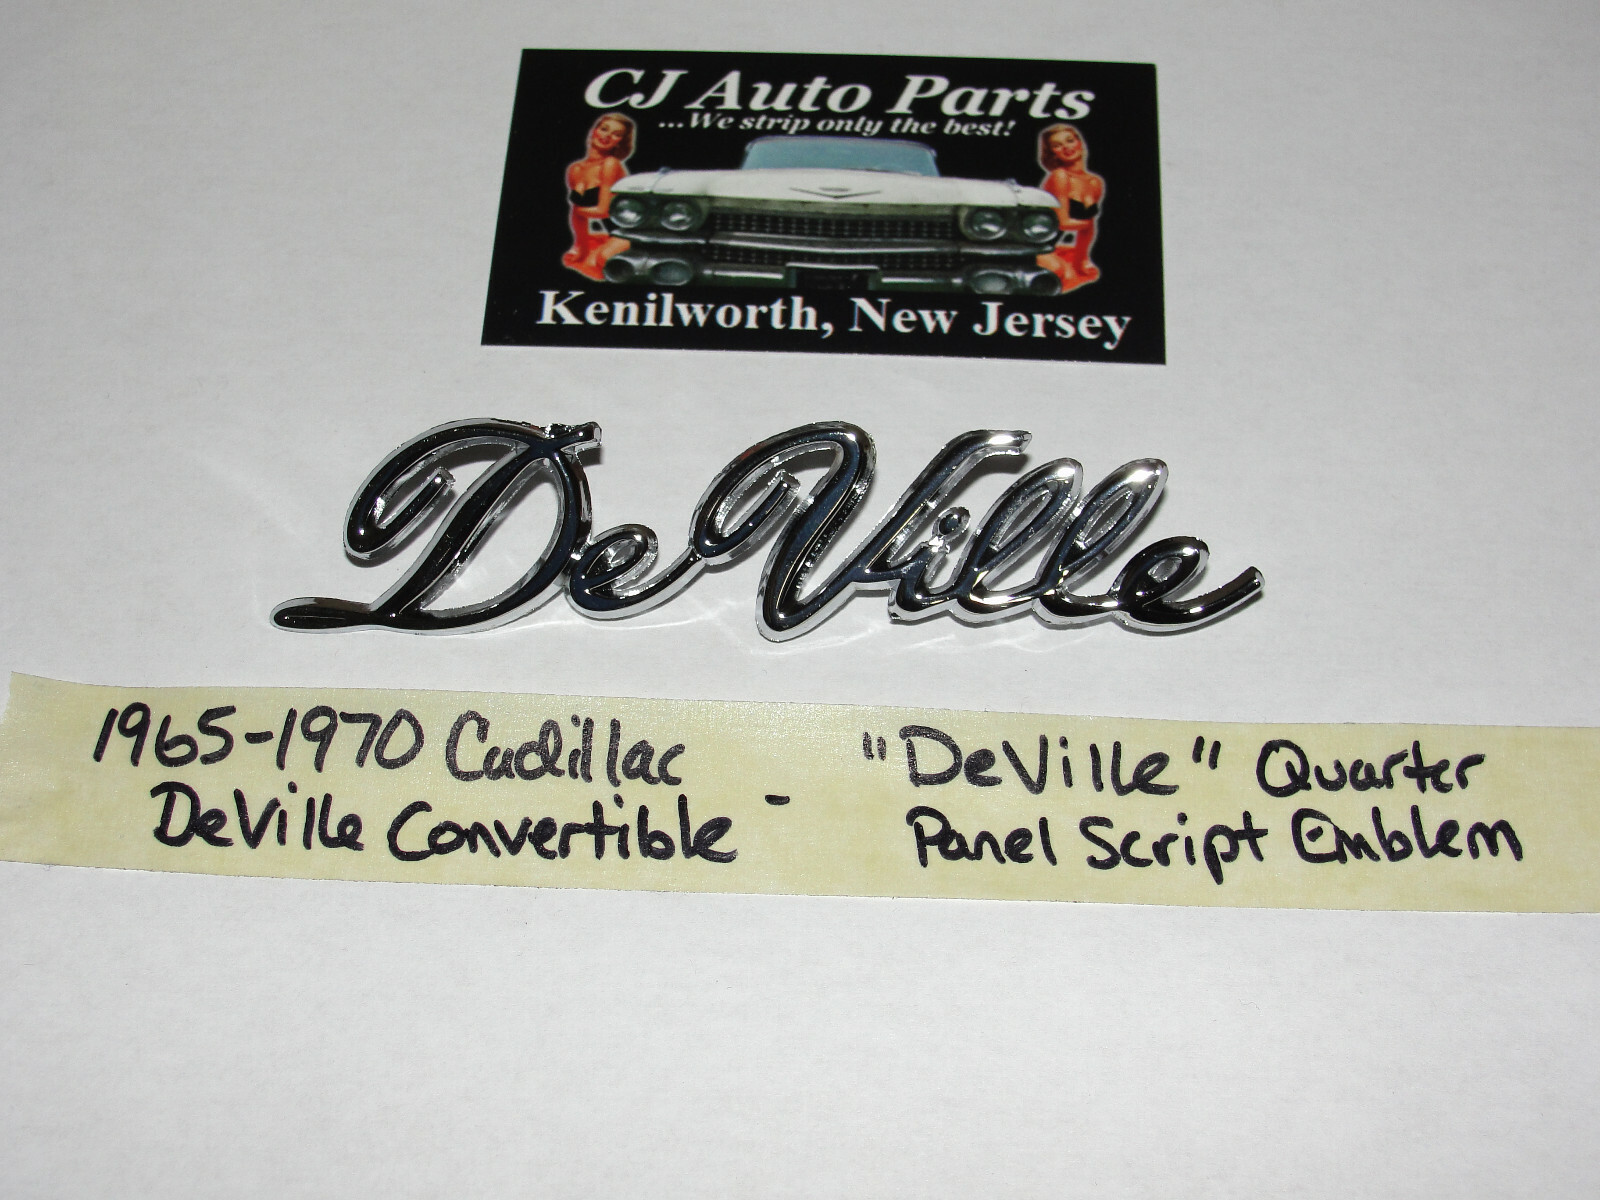 CJ Auto Parts
...We strip only the best!
Kenilworth, New Jersey
DeVille
1965-1970 Cadillac
DeVille Convertible -
"DeVille" Quarter
Panel Script Emblem